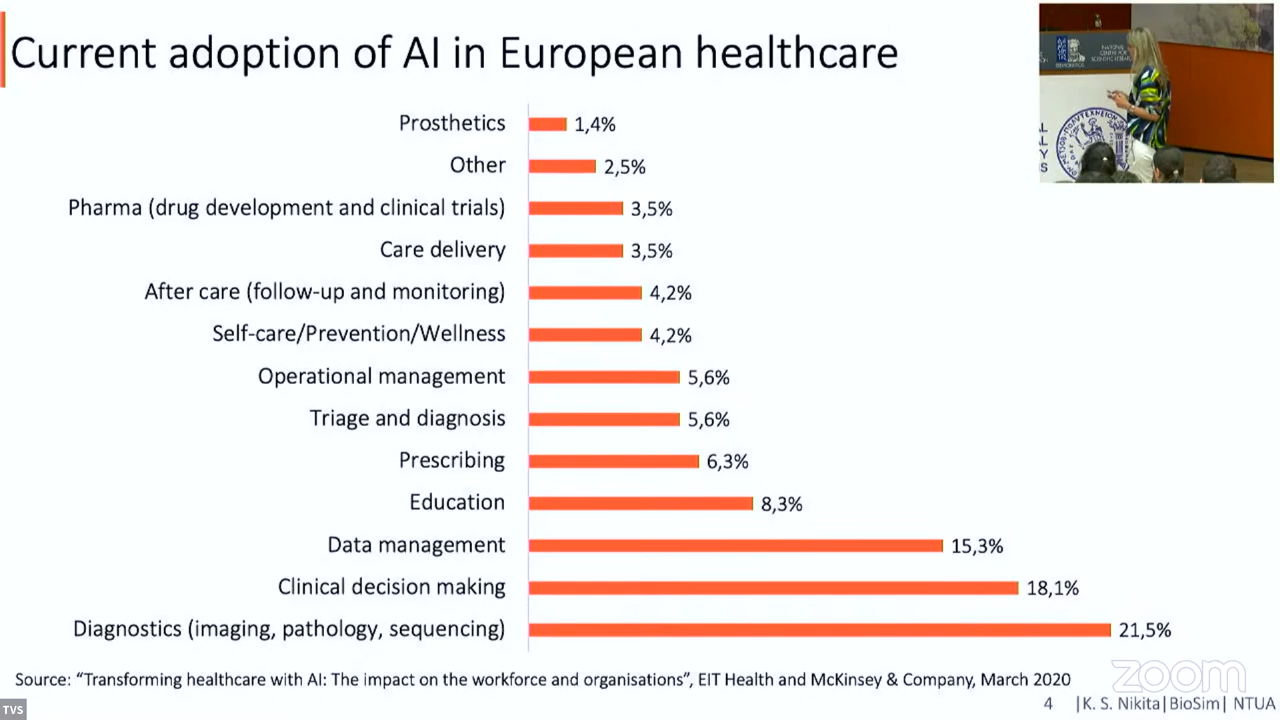 Current adoption of AI in European healthcare
Prosthetics
1,4%
Other
2,5%
Pharma (drug development and clinical trials)
3,5%
Care delivery
3,5%
After care (follow-up and monitoring)
4,2%
Self-care/Prevention/Wellness
4,2%
Operational management
5,6%
Triage and diagnosis
5,6%
Prescribing
6,3%
Education
8,3%
Data management
15,3%
Clinical decision making
18,1%
Diagnostics (imaging, pathology, sequencing)
21,5%
Source: “Transforming healthcare with AI: The impact on the workforce and organisations”, EIT Health and McKinsey & Company, March 2020
zoom
4 |K. S. Nikita|BioSim| NTUA
TVS